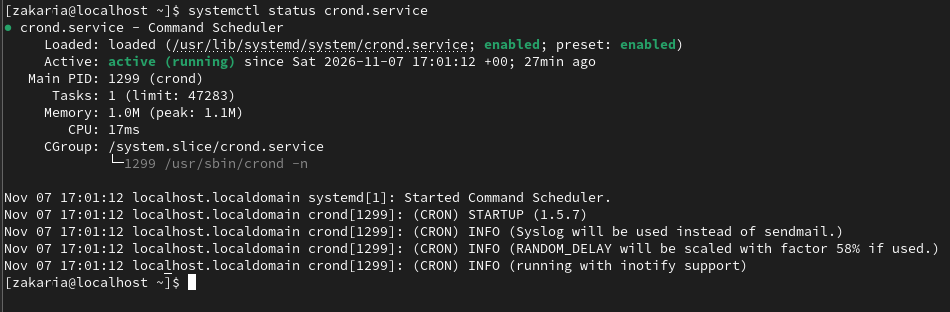 [zakaria@localhost ~]$ systemctl status crond.service
● crond.service - Command Scheduler
     Loaded: loaded (/usr/lib/systemd/system/crond.service; enabled; preset: enabled)
     Active: active (running) since Sat 2026-11-07 17:01:12 +00; 27min ago
   Main PID: 1299 (crond)
      Tasks: 1 (limit: 47283)
     Memory: 1.0M (peak: 1.1M)
        CPU: 17ms
     CGroup: /system.slice/crond.service
             └─1299 /usr/sbin/crond -n

Nov 07 17:01:12 localhost.localdomain systemd[1]: Started Command Scheduler.
Nov 07 17:01:12 localhost.localdomain crond[1299]: (CRON) STARTUP (1.5.7)
Nov 07 17:01:12 localhost.localdomain crond[1299]: (CRON) INFO (Syslog will be used instead of sendmail.)
Nov 07 17:01:12 localhost.localdomain crond[1299]: (CRON) INFO (RANDOM_DELAY will be scaled with factor 58% if used.)
Nov 07 17:01:12 localhost.localdomain crond[1299]: (CRON) INFO (running with inotify support)
[zakaria@localhost ~]$